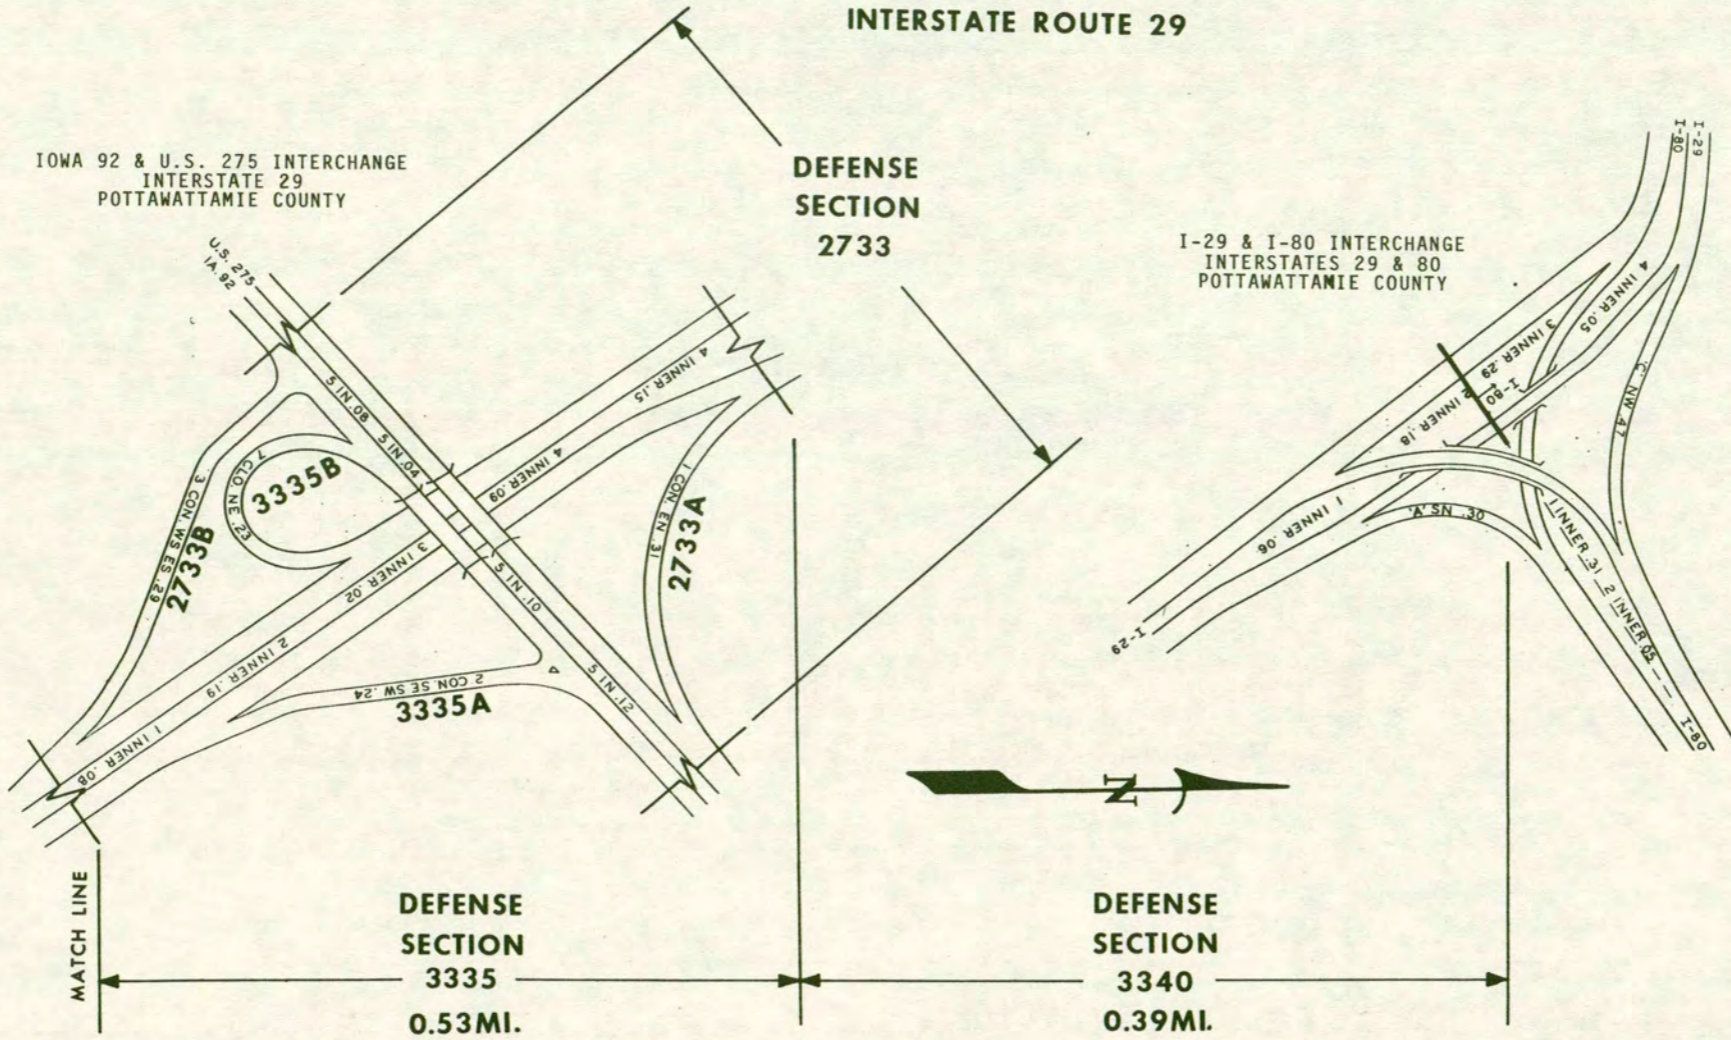 INTERSTATE ROUTE 29
IOWA 92 & U.S. 275 INTERCHANGE
INTERSTATE 29
POTTAWATTAMIE COUNTY
DEFENSE
SECTION
2733
I-29 & I-80 INTERCHANGE
INTERSTATES 29 & 80
POTTAWATTAMIE COUNTY
U.S. 275
IA. 92
5 IN .08
5 IN .04
5 IN .10
5 IN .12
4 INNER .15
4 INNER .09
3 INNER .02
2 INNER .19
1 INNER .08
7 CLO NE .23
3335B
3 CON. WS ES .29
2733B
1 CON. EN .31
2733A
2 CON. SE SW .24
3335A
4
I-80
I-29
4 INNER .05
3 INNER .29
2 INNER .18
I-80
'C' NW .47
1 INNER .06
'A' SN .30
1 INNER .31
2 INNER .05
I-29
I-80
N
MATCH LINE
DEFENSE
SECTION
3335
0.53MI.
DEFENSE
SECTION
3340
0.39MI.